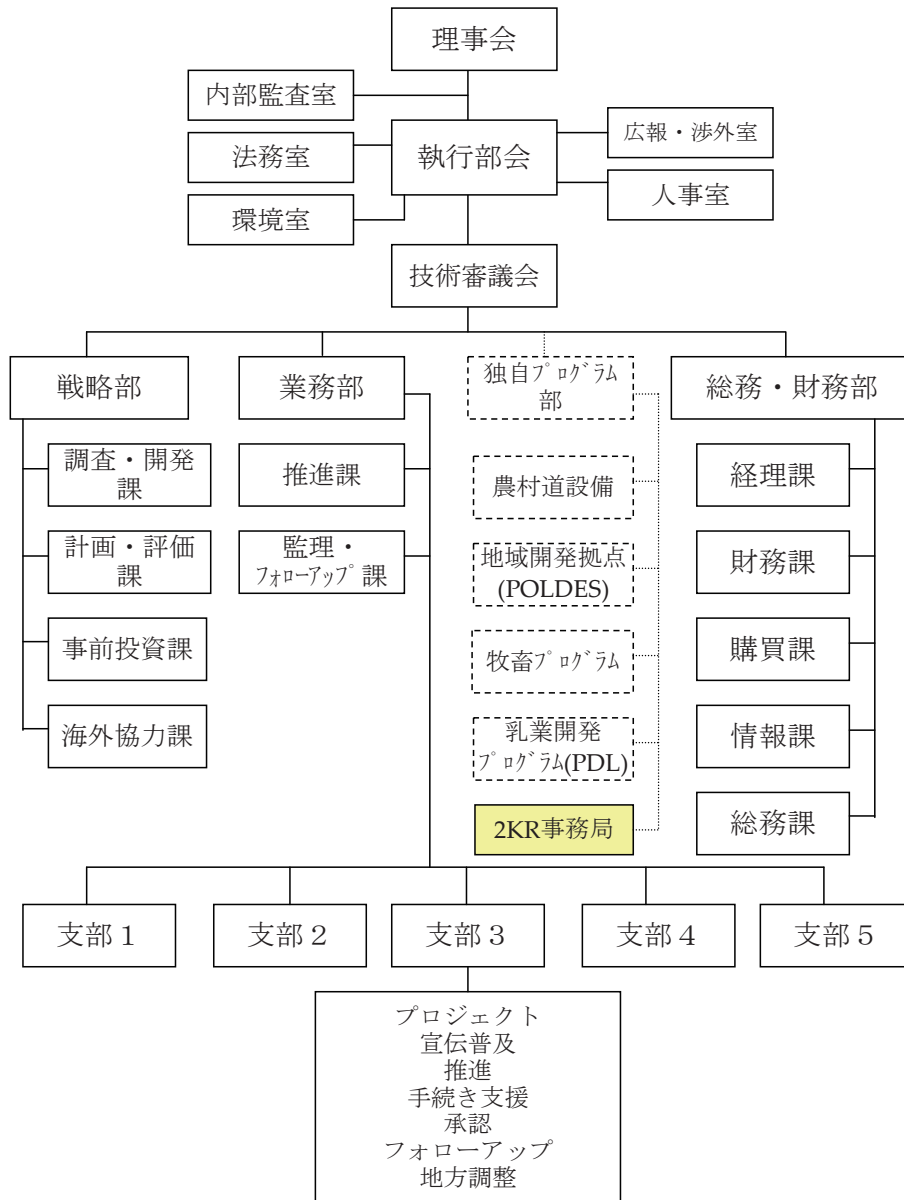 理事会
内部監査室
法務室
環境室
執行部会
広報・渉外室
人事室
技術審議会
戦略部
業務部
独自ﾌﾟﾛｸﾞﾗﾑ
部
総務・財務部
調査・開発
課
計画・評価
課
事前投資課
海外協力課
推進課
監理・
ﾌｫﾛｰｱｯﾌﾟ課
農村道設備
地域開発拠点
(POLDES)
牧畜ﾌﾟﾛｸﾞﾗﾑ
乳業開発
ﾌﾟﾛｸﾞﾗﾑ(PDL)
2KR事務局
経理課
財務課
購買課
情報課
総務課
支部1
支部2
支部3
支部4
支部5
プロジェクト
宣伝普及
推進
手続き支援
承認
フォローアップ
地方調整